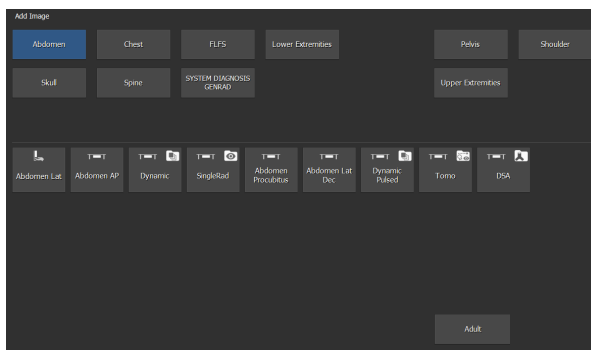 Add Image
Abdomen
Chest
FLFS
Lower Extremities
Pelvis
Shoulder
Skull
Spine
SYSTEM DIAGNOSIS
GENRAD
Upper Extremities
Abdomen Lat
Abdomen AP
Dynamic
SingleRad
Abdomen
Procubitus
Abdomen Lat
Dec
Dynamic
Pulsed
Tomo
DSA
Adult